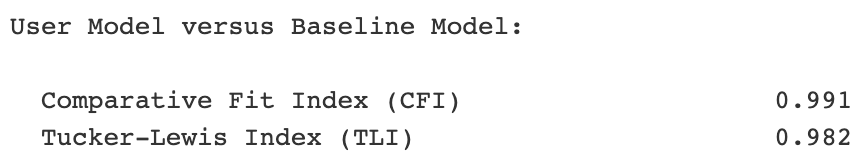 User Model versus Baseline Model:
Comparative Fit Index (CFI) 0.991
Tucker-Lewis Index (TLI) 0.982